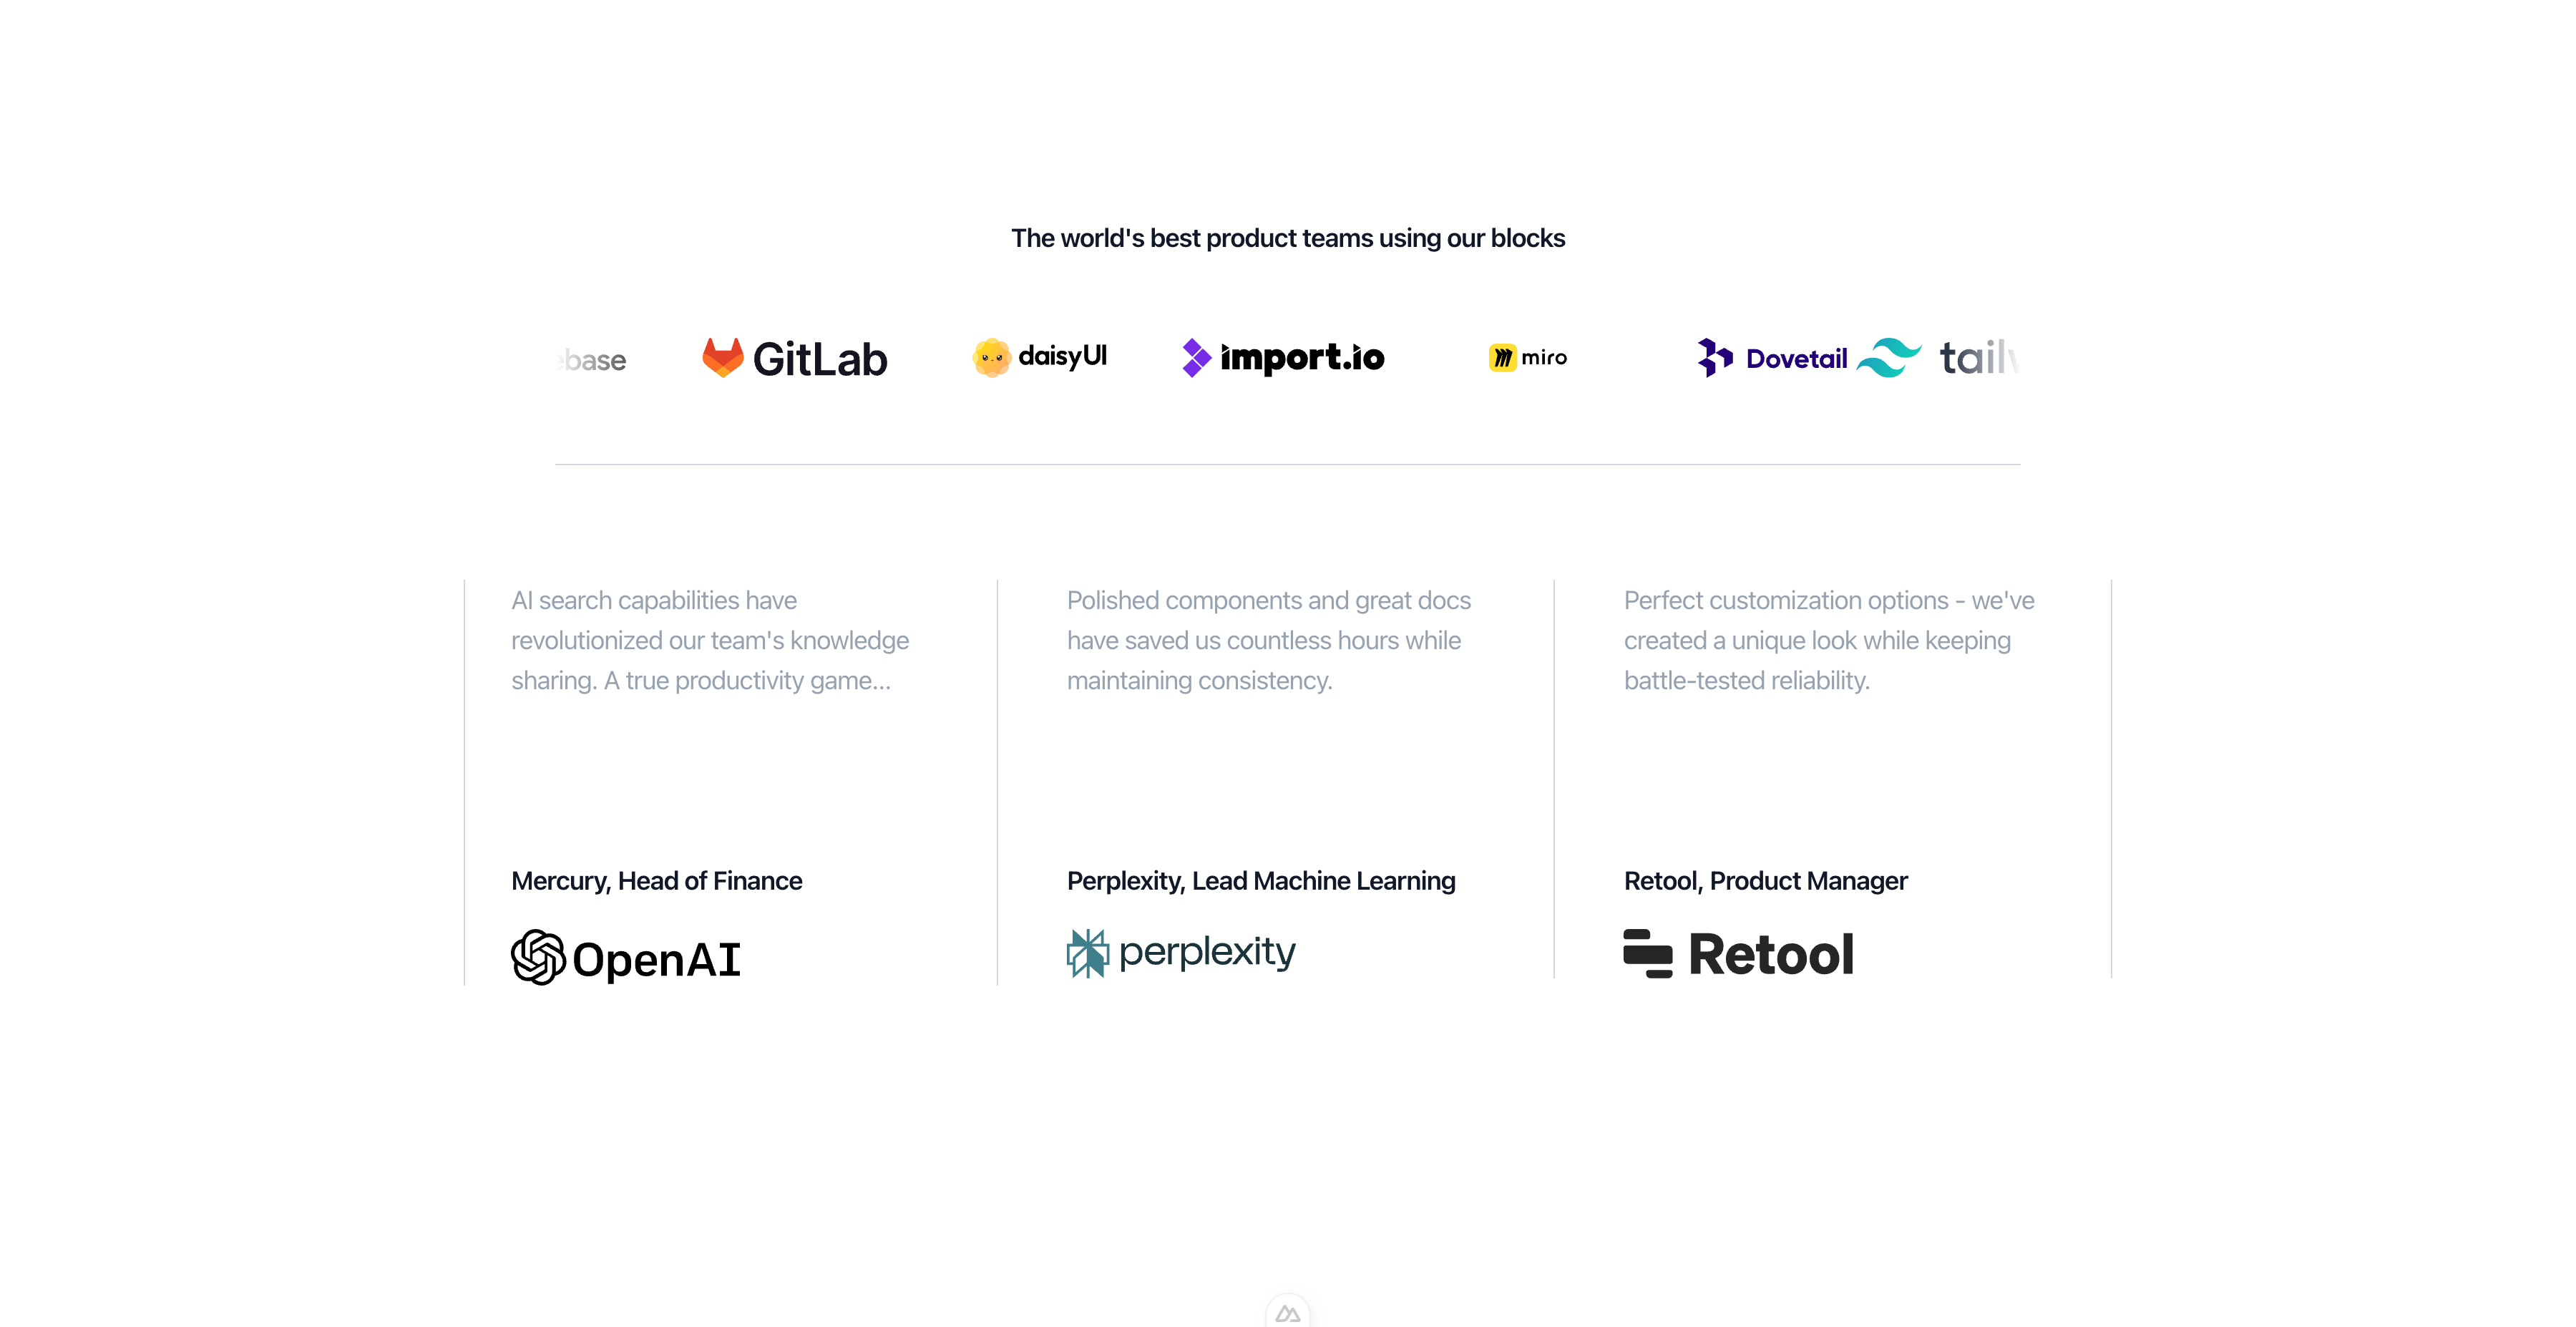 The world's best product teams using our blocks
ebase GitLab daisyUI import.io miro Dovetail tailw
AI search capabilities have
revolutionized our team's knowledge
sharing. A true productivity game...
Polished components and great docs
have saved us countless hours while
maintaining consistency.
Perfect customization options - we've
created a unique look while keeping
battle-tested reliability.
Mercury, Head of Finance
OpenAI
Perplexity, Lead Machine Learning
perplexity
Retool, Product Manager
Retool